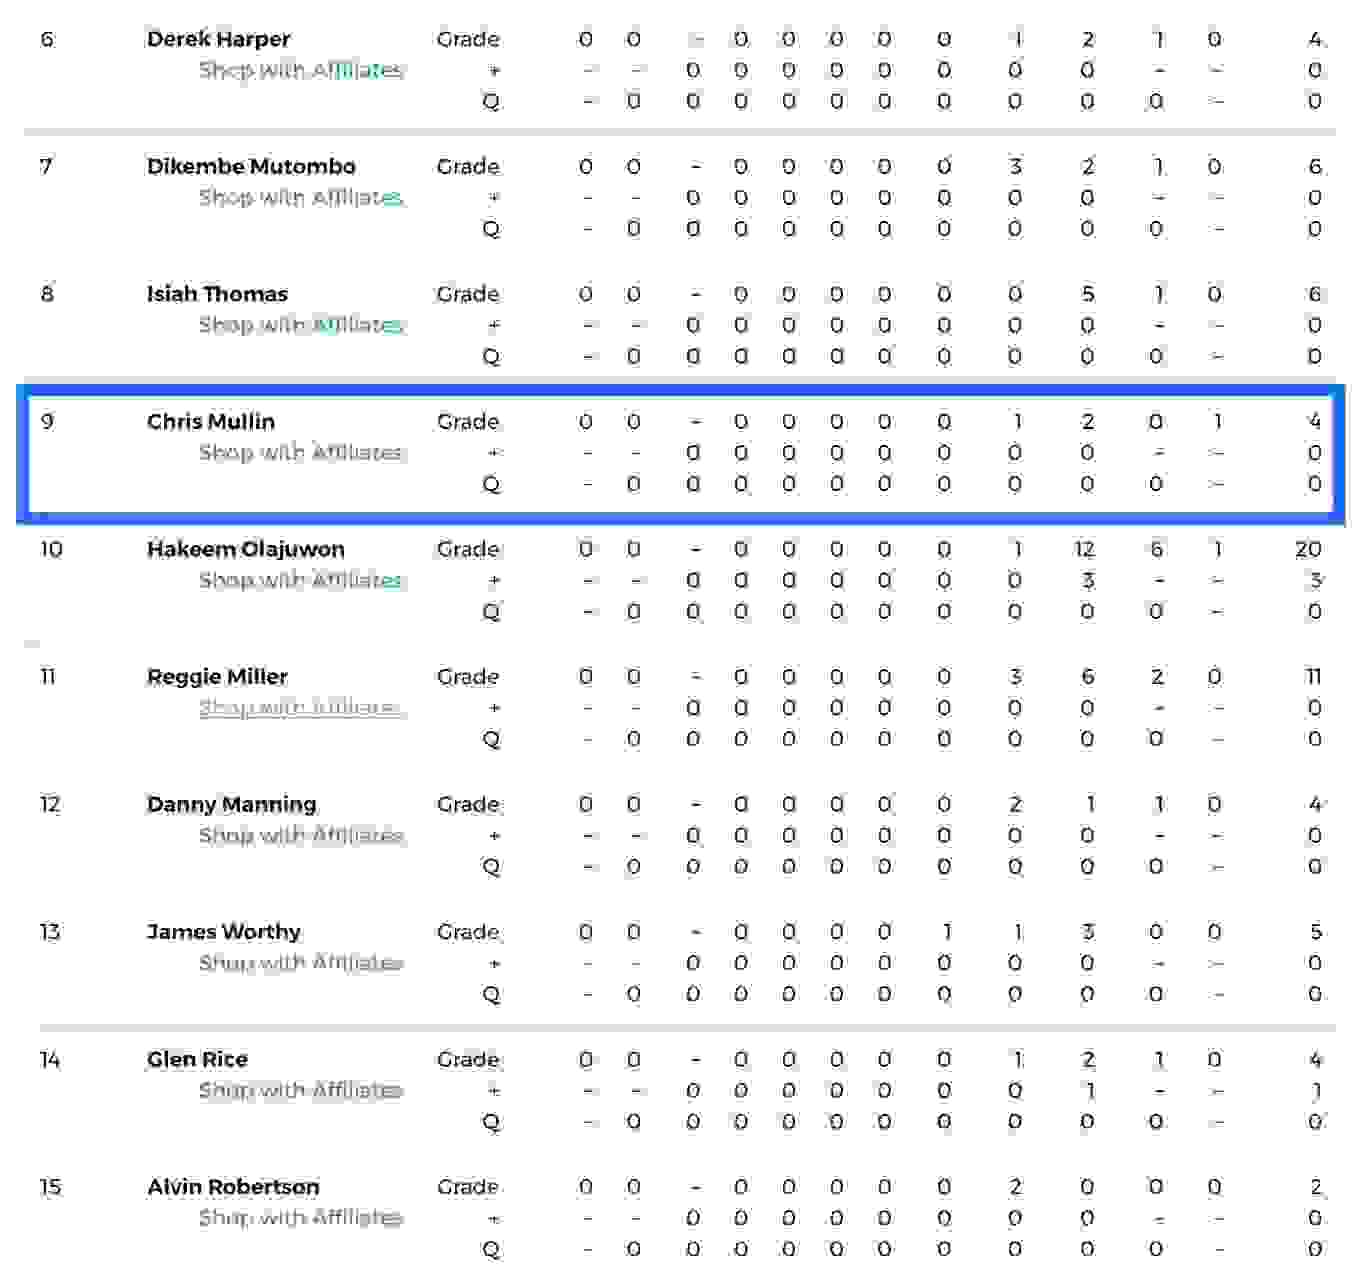 6 Derek Harper Grade 0 0 - 0 0 0 0 0 1 2 1 0 4
Shop with Affiliates + - - 0 0 0 0 0 0 0 0 - - 0
Q - 0 0 0 0 0 0 0 0 0 0 - 0
7 Dikembe Mutombo Grade 0 0 - 0 0 0 0 0 3 2 1 0 6
Shop with Affiliates + - - 0 0 0 0 0 0 0 0 - - 0
Q - 0 0 0 0 0 0 0 0 0 0 - 0
8 Isiah Thomas Grade 0 0 - 0 0 0 0 0 0 5 1 0 6
Shop with Affiliates + - - 0 0 0 0 0 0 0 0 - - 0
Q - 0 0 0 0 0 0 0 0 0 0 - 0
9 Chris Mullin Grade 0 0 - 0 0 0 0 0 1 2 0 1 4
Shop with Affiliates + - - 0 0 0 0 0 0 0 0 - - 0
Q - 0 0 0 0 0 0 0 0 0 0 - 0
10 Hakeem Olajuwon Grade 0 0 - 0 0 0 0 0 1 12 6 1 20
Shop with Affiliates + - - 0 0 0 0 0 0 0 3 - - 3
Q - 0 0 0 0 0 0 0 0 0 0 - 0
11 Reggie Miller Grade 0 0 - 0 0 0 0 0 3 6 2 0 11
Shop with Affiliates + - - 0 0 0 0 0 0 0 0 - - 0
Q - 0 0 0 0 0 0 0 0 0 0 - 0
12 Danny Manning Grade 0 0 - 0 0 0 0 0 2 1 1 0 4
Shop with Affiliates + - - 0 0 0 0 0 0 0 0 - - 0
Q - 0 0 0 0 0 0 0 0 0 0 - 0
13 James Worthy Grade 0 0 - 0 0 0 0 1 1 3 0 0 5
Shop with Affiliates + - - 0 0 0 0 0 0 0 0 - - 0
Q - 0 0 0 0 0 0 0 0 0 0 - 0
14 Glen Rice Grade 0 0 - 0 0 0 0 0 1 2 1 0 4
Shop with Affiliates + - - 0 0 0 0 0 0 0 1 - - 1
Q - 0 0 0 0 0 0 0 0 0 0 - 0
15 Alvin Robertson Grade 0 0 - 0 0 0 0 0 2 0 0 0 2
Shop with Affiliates + - - 0 0 0 0 0 0 0 0 - - 0
Q - 0 0 0 0 0 0 0 0 0 0 - 0